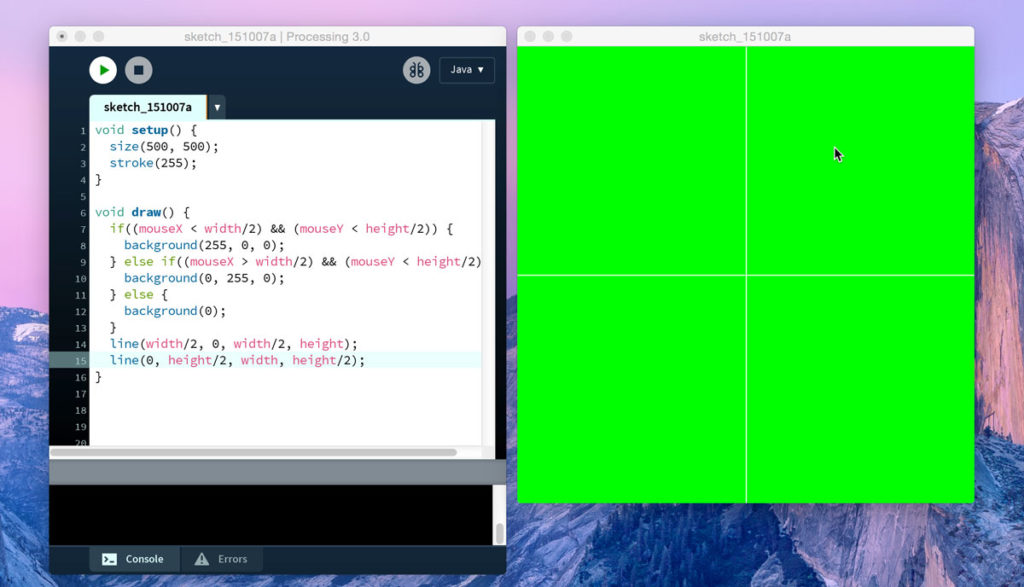 sketch_151007a | Processing 3.0
Java ▼
sketch_151007a ▼
1 void setup() {
2   size(500, 500);
3   stroke(255);
4 }
5
6 void draw() {
7   if((mouseX < width/2) && (mouseY < height/2)) {
8     background(255, 0, 0);
9   } else if((mouseX > width/2) && (mouseY < height/2)
10     background(0, 255, 0);
11   } else {
12     background(0);
13   }
14   line(width/2, 0, width/2, height);
15   line(0, height/2, width, height/2);
16 }
17
18
19
20
Console
Errors
sketch_151007a